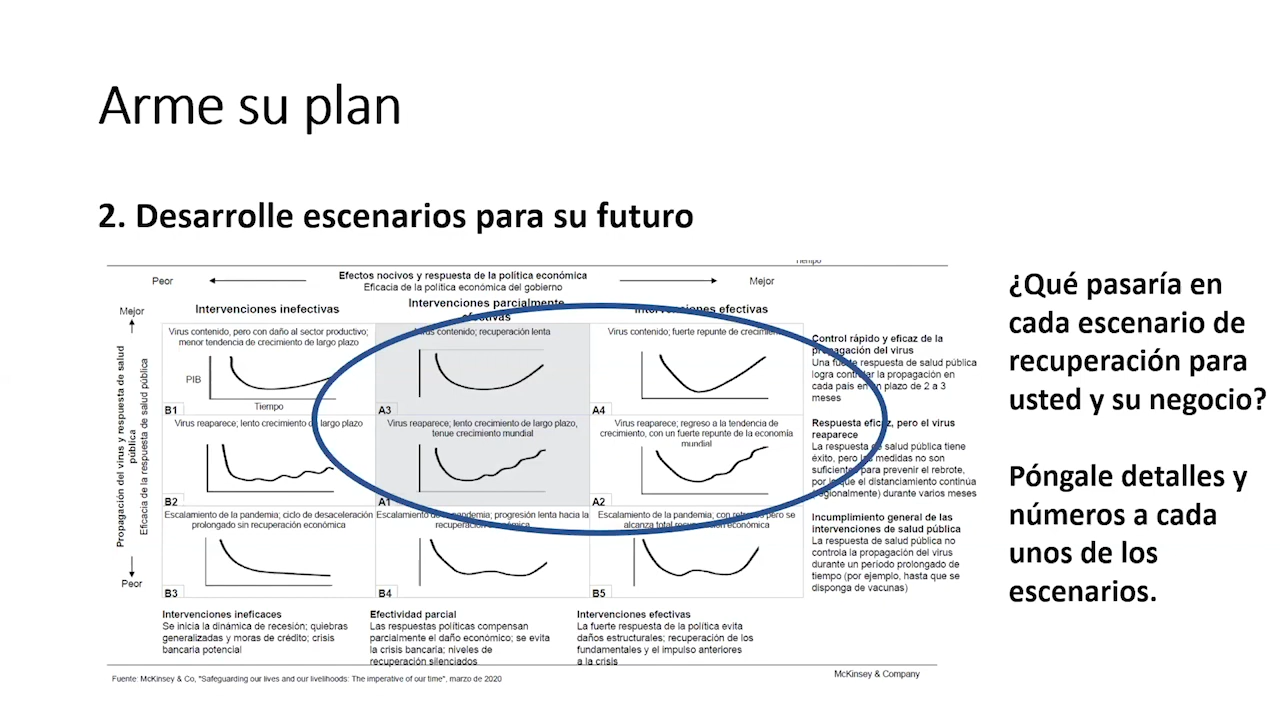 Arme su plan
2. Desarrolle escenarios para su futuro
Tiempo
Peor
Efectos nocivos y respuesta de la política económica
Eficacia de la política económica del gobierno
Mejor
Mejor
Peor
Propagación del virus y respuesta de salud
pública
Eficacia de la respuesta de salud pública
Intervenciones inefectivas
Intervenciones parcialmente
efectivas
Intervenciones efectivas
Virus contenido, pero con daño al sector productivo;
menor tendencia de crecimiento de largo plazo
PIB
Tiempo
B1
Virus contenido; recuperación lenta
A3
Virus contenido; fuerte repunte de crecimiento
A4
Control rápido y eficaz de la
propagación del virus
Una fuerte respuesta de salud pública
logra controlar la propagación en
cada país en un plazo de 2 a 3
meses
Virus reaparece; lento crecimiento de largo plazo
B2
Virus reaparece; lento crecimiento de largo plazo,
tenue crecimiento mundial
A1
Virus reaparece; regreso a la tendencia de
crecimiento, con un fuerte repunte de la economía
mundial
A2
Respuesta eficaz, pero el virus
reaparece
La respuesta de salud pública tiene
éxito, pero las medidas no son
suficientes para prevenir el rebrote,
por lo que el distanciamiento continúa
(regionalmente) durante varios meses
Escalamiento de la pandemia; ciclo de desaceleración
prolongado sin recuperación económica
B3
Escalamiento de la pandemia; progresión lenta hacia la
recuperación económica
B4
Escalamiento de la pandemia; con retraso pero se
alcanza total recuperación económica
B5
Incumplimiento general de las
intervenciones de salud pública
La respuesta de salud pública no
controla la propagación del virus
durante un período prolongado de
tiempo (por ejemplo, hasta que se
disponga de vacunas)
Intervenciones ineficaces
Se inicia la dinámica de recesión; quiebras
generalizadas y moras de crédito; crisis
bancaria potencial
Efectividad parcial
Las respuestas políticas compensan
parcialmente el daño económico; se evita
la crisis bancaria; niveles de
recuperación silenciados
Intervenciones efectivas
La fuerte respuesta de la política evita
daños estructurales; recuperación de los
fundamentales y el impulso anteriores
a la crisis
Fuente: McKinsey & Co, "Safeguarding our lives and our livelihoods: The imperative of our time", marzo de 2020
McKinsey & Company
¿Qué pasaría en
cada escenario de
recuperación para
usted y su negocio?
Póngale detalles y
números a cada
unos de los
escenarios.